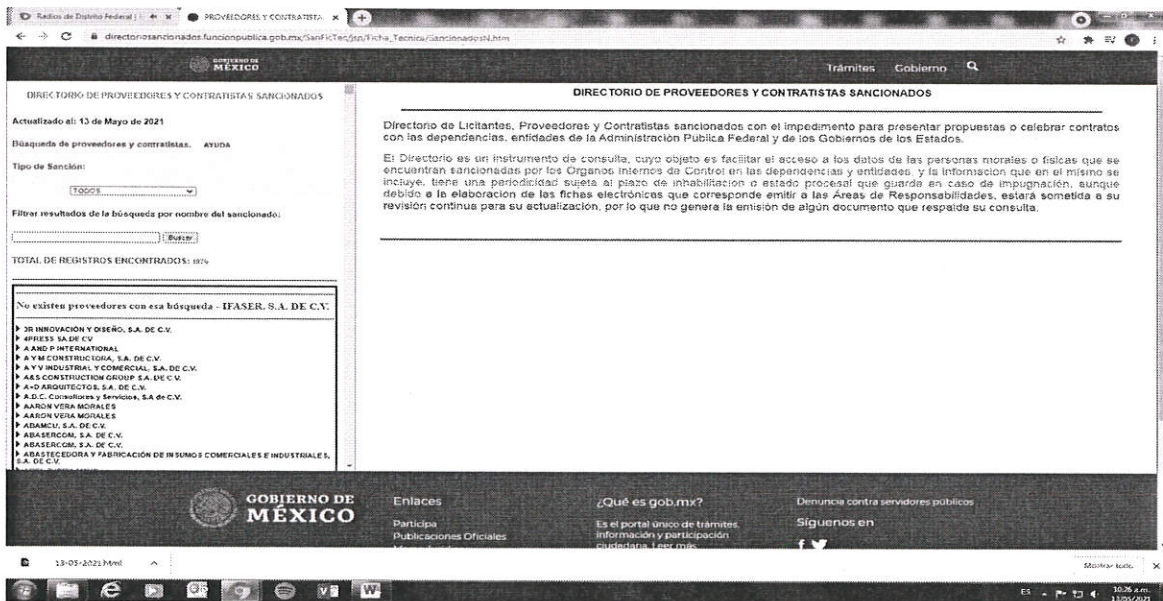 Radios de Distrito Federal |
PROVEEDORES Y CONTRATISTA
directoriosancionados.funcionpublica.gob.mx/SanFicTec/jsp/Ficha_Tecnica/SancionadosN.htm
GOBIERNO DE
MÉXICO
Trámites Gobierno
DIRECTORIO DE PROVEEDORES Y CONTRATISTAS SANCIONADOS
Actualizado al: 13 de Mayo de 2021
Búsqueda de proveedores y contratistas. AYUDA
Tipo de Sanción:
TODOS
Filtrar resultados de la búsqueda por nombre del sancionado:
Buscar
TOTAL DE REGISTROS ENCONTRADOS:
No existen proveedores con esa búsqueda - IFASER, S.A. DE C.V.
3R INNOVACIÓN Y DISEÑO, S.A. DE C.V.
4PRESS SA DE CV
A AND P INTERNATIONAL
A Y M CONSTRUCTORA, S.A. DE C.V.
A Y V INDUSTRIAL Y COMERCIAL, S.A. DE C.V.
A&S CONSTRUCTION GROUP S.A. DE C.V.
A+D ARQUITECTOS, S.A. DE C.V.
A.D.C. Consultores y Servicios, S.A de C.V.
AARON VERA MORALES
AARON VERA MORALES
ABAMCU, S.A. DE C.V.
ABASERCOM, S.A. DE C.V.
ABASERCOM, S.A. DE C.V.
ABASTECEDORA Y FABRICACIÓN DE INSUMOS COMERCIALES E INDUSTRIALES,
S.A. DE C.V.
DIRECTORIO DE PROVEEDORES Y CONTRATISTAS SANCIONADOS
Directorio de Licitantes, Proveedores y Contratistas sancionados con el impedimento para presentar propuestas o celebrar contratos
con las dependencias, entidades de la Administración Pública Federal y de los Gobiernos de los Estados.
El Directorio es un instrumento de consulta, cuyo objeto es facilitar el acceso a los datos de las personas morales o físicas que se
encuentran sancionadas por los Órganos Internos de Control en las dependencias y entidades, y la información que en el mismo se
incluye, tiene una periodicidad sujeta al plazo de inhabilitación o estado procesal que guarde en caso de impugnación, aunque
debido a la elaboración de las fichas electrónicas que corresponde emitir a las Áreas de Responsabilidades, estará sometida a su
revisión continua para su actualización, por lo que no genera la emisión de algún documento que respalde su consulta.
GOBIERNO DE
MÉXICO
Enlaces
Participa
Publicaciones Oficiales
¿Qué es gob.mx?
Es el portal único de trámites,
información y participación
ciudadana. Leer más
Denuncia contra servidores públicos
Síguenos en
13-05-2021.html
Mostrar todo
ES
10:26 a.m.
13/05/2021